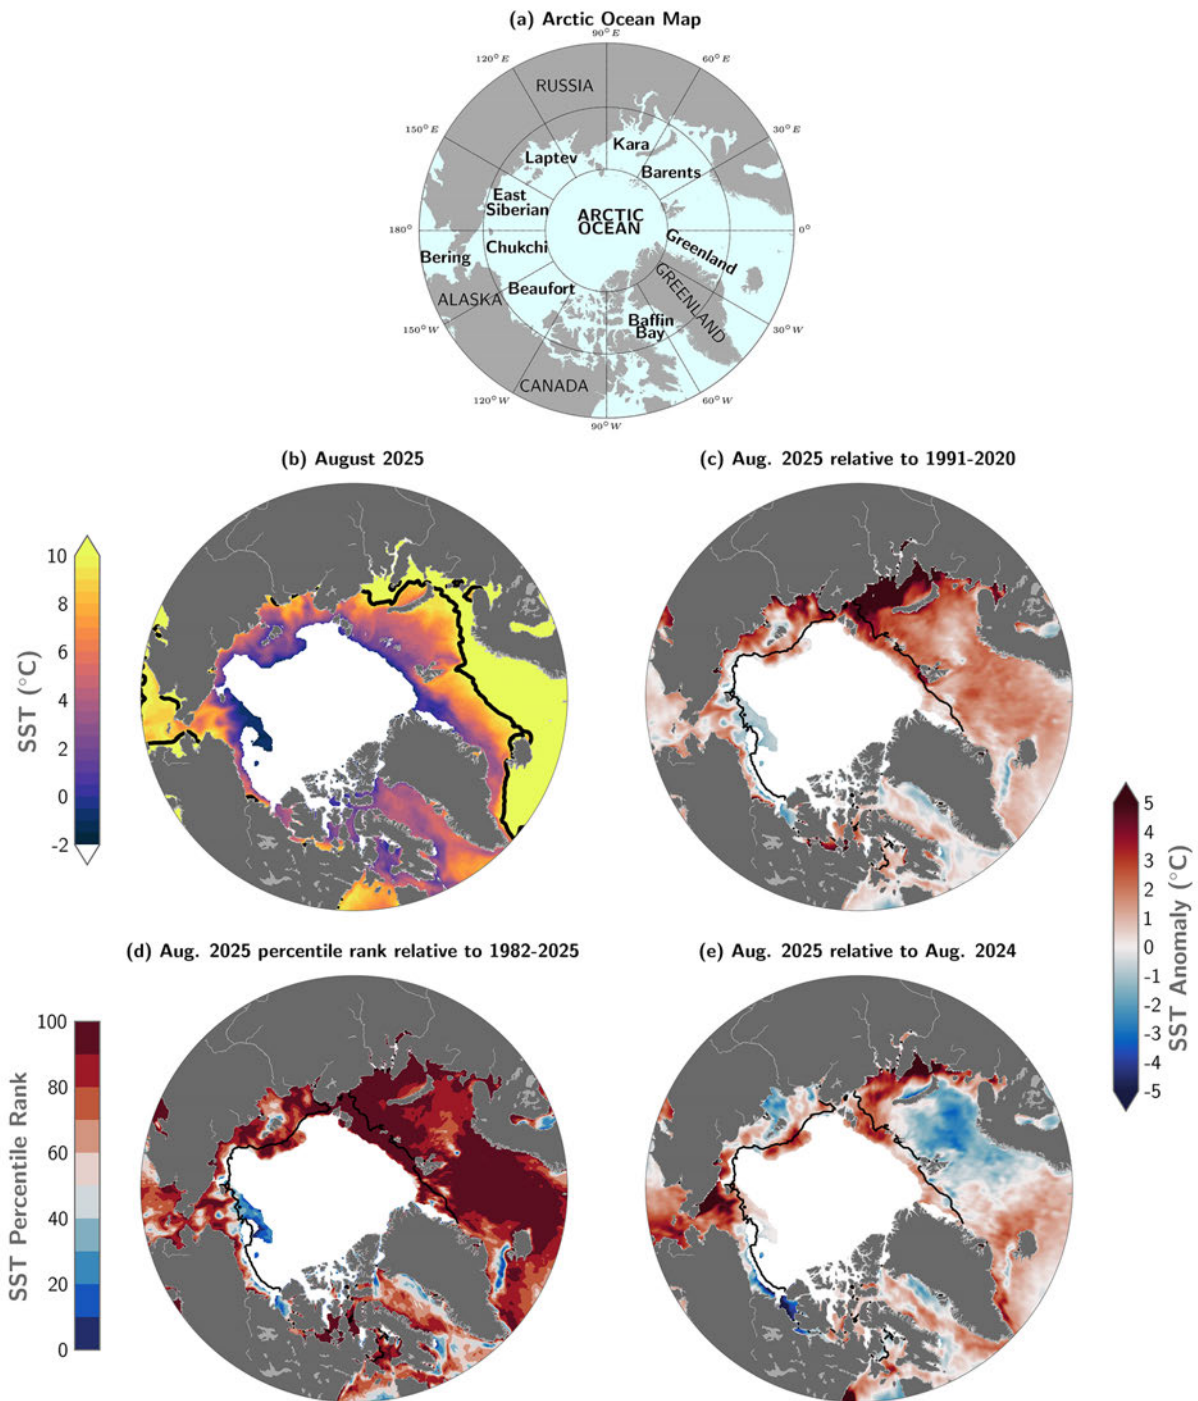 (a) Arctic Ocean Map
90°E
120°E
60°E
RUSSIA
150°E
30°E
Kara
Laptev
Barents
East
Siberian
ARCTIC
OCEAN
180°
0°
Chukchi
Greenland
Bering
Beaufort
GREENLAND
ALASKA
Baffin
Bay
150°W
30°W
CANADA
120°W
60°W
90°W
(b) August 2025
(c) Aug. 2025 relative to 1991-2020
SST (°C)
10
8
6
4
2
0
-2
(d) Aug. 2025 percentile rank relative to 1982-2025
(e) Aug. 2025 relative to Aug. 2024
SST Anomaly (°C)
5
4
3
2
1
0
-1
-2
-3
-4
-5
SST Percentile Rank
100
80
60
40
20
0